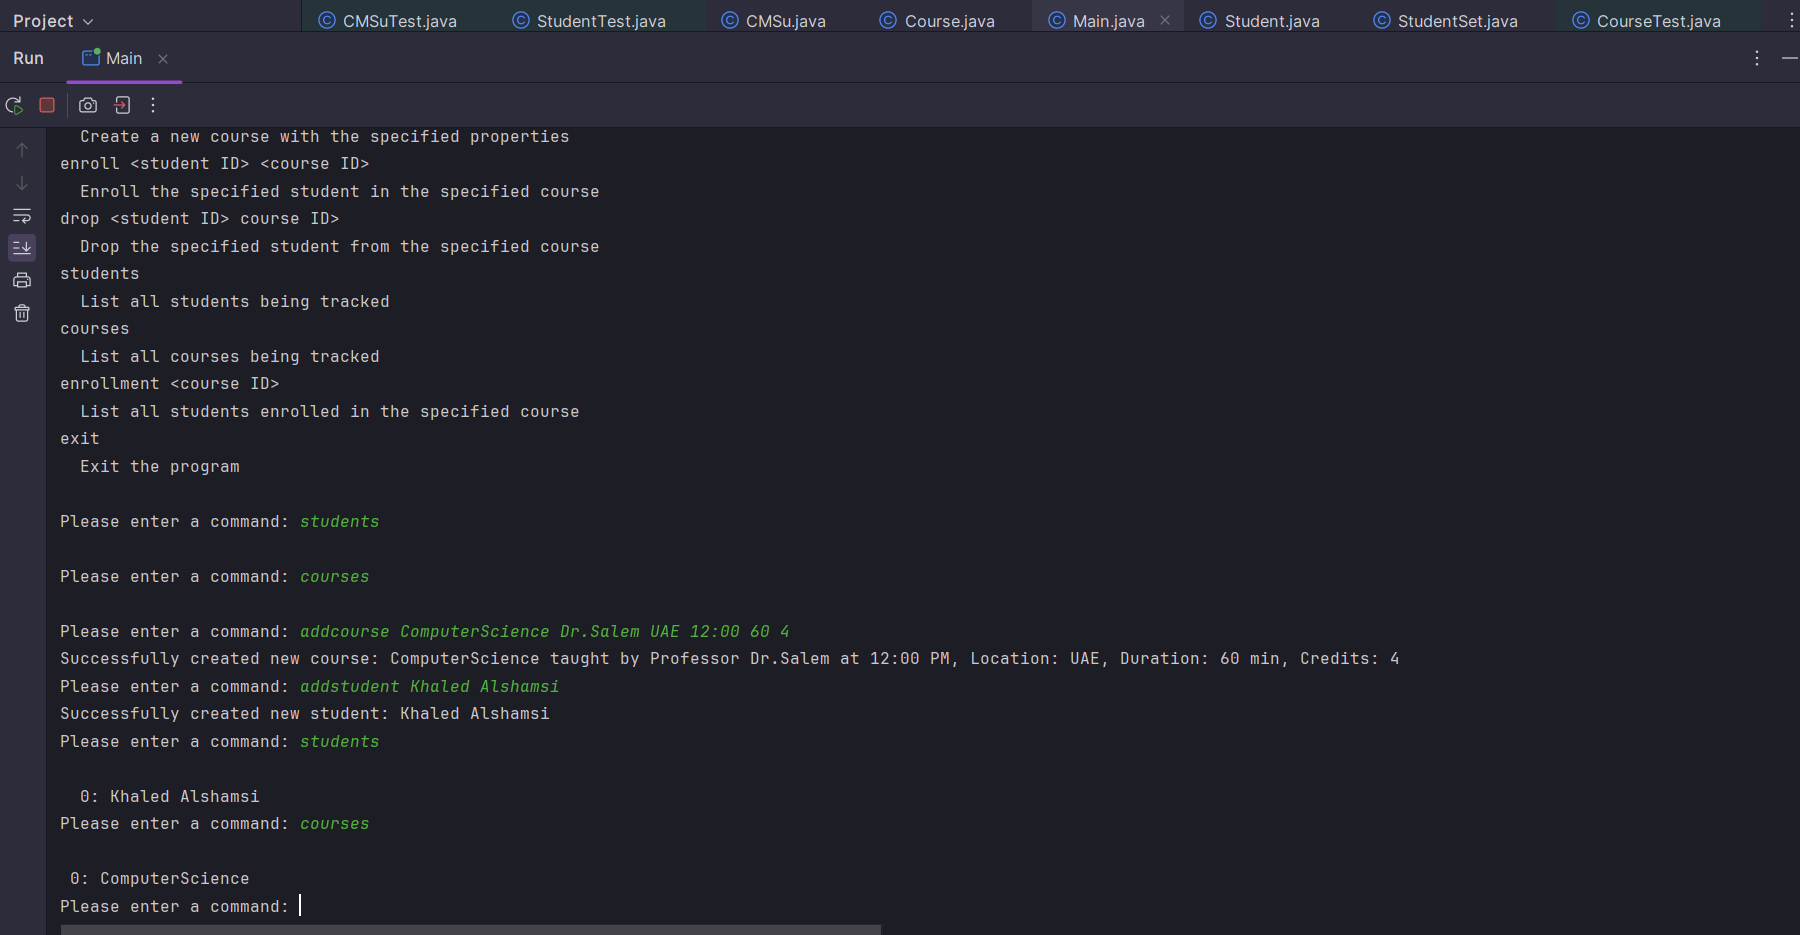 Project
CMSuTest.java
StudentTest.java
CMSu.java
Course.java
Main.java
Student.java
StudentSet.java
CourseTest.java
Run
Main
Create a new course with the specified properties
enroll <student ID> <course ID>
Enroll the specified student in the specified course
drop <student ID> course ID>
Drop the specified student from the specified course
students
List all students being tracked
courses
List all courses being tracked
enrollment <course ID>
List all students enrolled in the specified course
exit
Exit the program
Please enter a command: students
Please enter a command: courses
Please enter a command: addcourse ComputerScience Dr.Salem UAE 12:00 60 4
Successfully created new course: ComputerScience taught by Professor Dr.Salem at 12:00 PM, Location: UAE, Duration: 60 min, Credits: 4
Please enter a command: addstudent Khaled Alshamsi
Successfully created new student: Khaled Alshamsi
Please enter a command: students
0: Khaled Alshamsi
Please enter a command: courses
0: ComputerScience
Please enter a command: